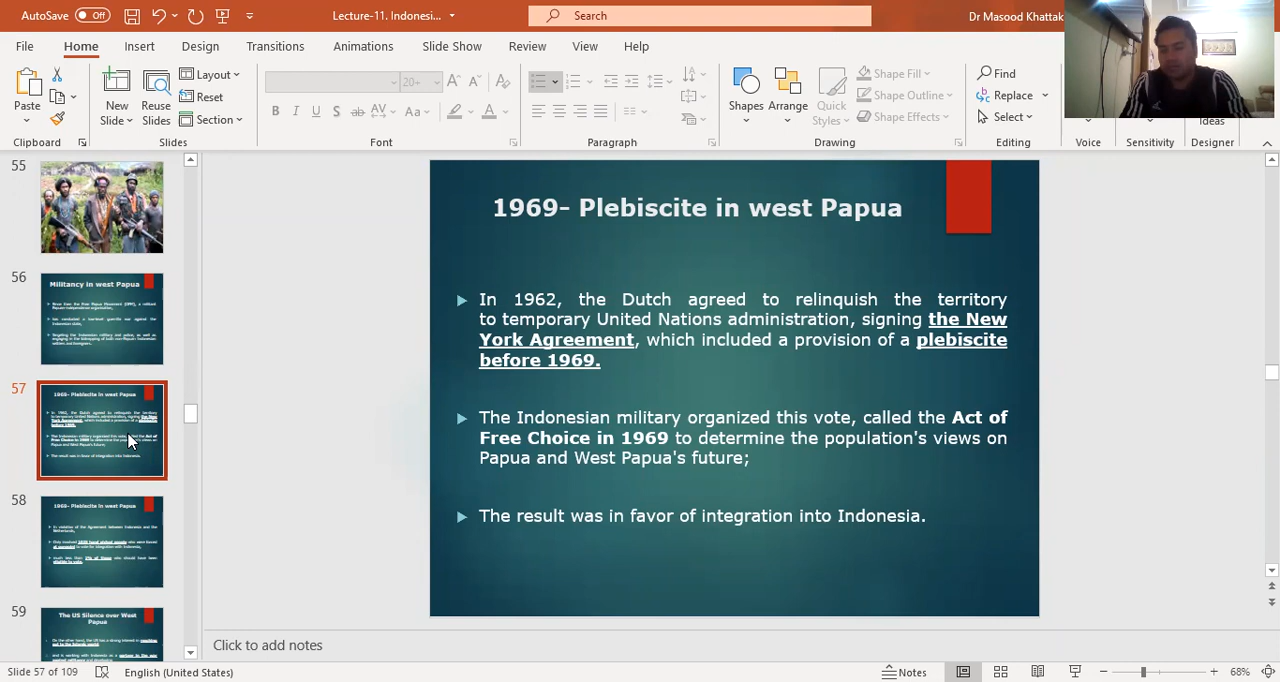 AutoSave Off Lecture-11. Indonesi... Search Dr Masood Khattak
File Home Insert Design Transitions Animations Slide Show Review View Help
Paste New Slide Reuse Slides Layout Reset Section
20+
B I U S ab AV Aa A
Shapes Arrange Quick Styles Shape Fill Shape Outline Shape Effects
Find Replace Select Ideas
Clipboard Slides Font Paragraph Drawing Editing Voice Sensitivity Designer
55
56
Militancy in west Papua
57
1969- Plebiscite in west Papua
58
1969- Plebiscite in west Papua
59
The US Silence over West
Papua
1969- Plebiscite in west Papua
In 1962, the Dutch agreed to relinquish the territory
to temporary United Nations administration, signing the New
York Agreement, which included a provision of a plebiscite
before 1969.
The Indonesian military organized this vote, called the Act of
Free Choice in 1969 to determine the population's views on
Papua and West Papua's future;
The result was in favor of integration into Indonesia.
Click to add notes
Slide 57 of 109 English (United States) Notes 68%